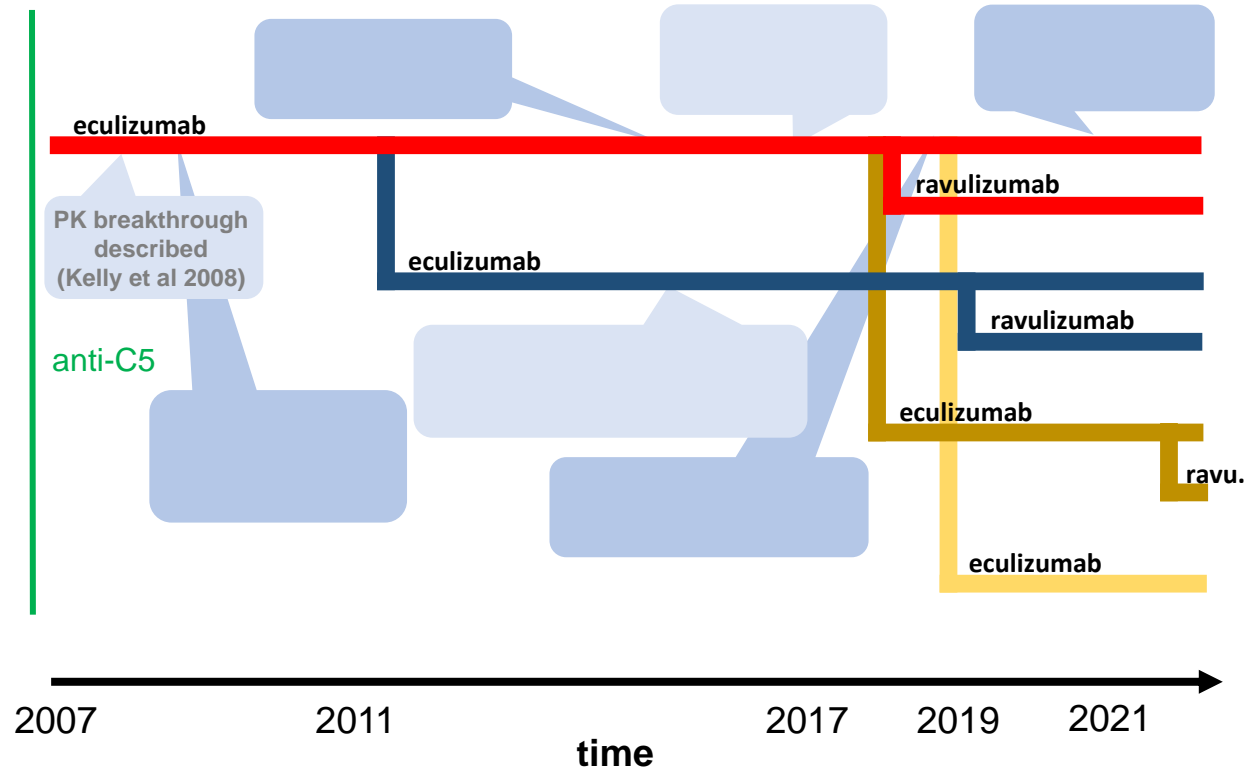 eculizumab
ravulizumab
PK breakthrough
described
(Kelly et al 2008)
eculizumab
ravulizumab
anti-C5
eculizumab
ravu.
eculizumab
2007
2011
2017
2019
2021
time